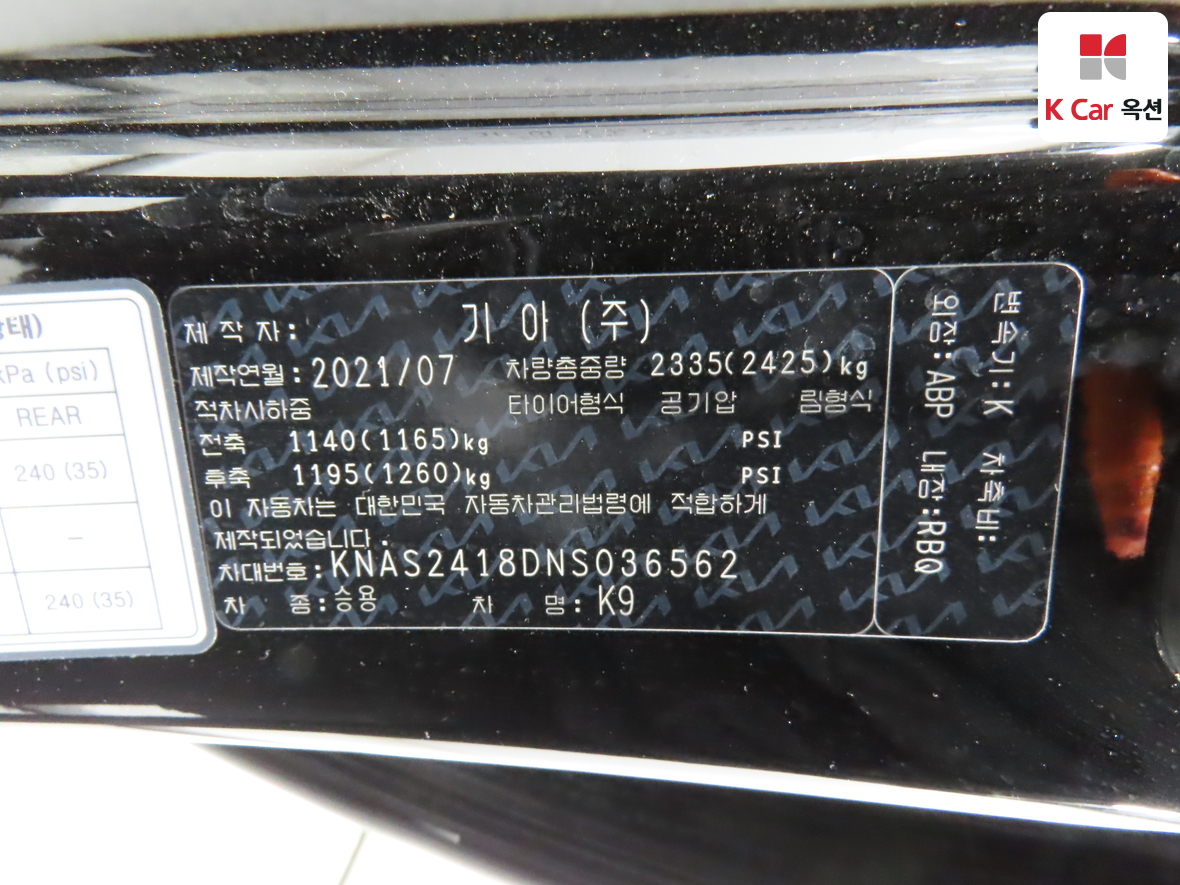 K Car 옥션
상태)
kPa (psi)
REAR
240 (35)
-
240 (35)
제 작 자 : 기 아 (주)
제작연월 : 2021/07 차량총중량 2335(2425)kg
적차시하중 타이어형식 공기압 림형식
전축 1140(1165)kg PSI
후축 1195(1260)kg PSI
이 자동차는 대한민국 자동차관리법령에 적합하게
제작되었습니다.
차대번호 : KNAS2418DNS036562
차 종 : 승용 차 명 : K9
변속기 : K 차축비 :
외장 : ABP 내장 : RBQ